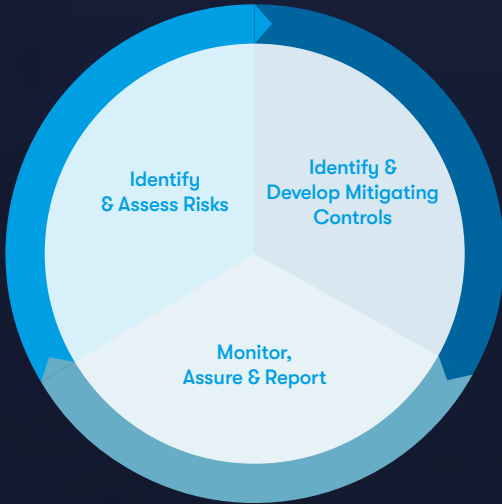 Identify
& Assess Risks
Identify &
Develop Mitigating
Controls
Monitor,
Assure & Report